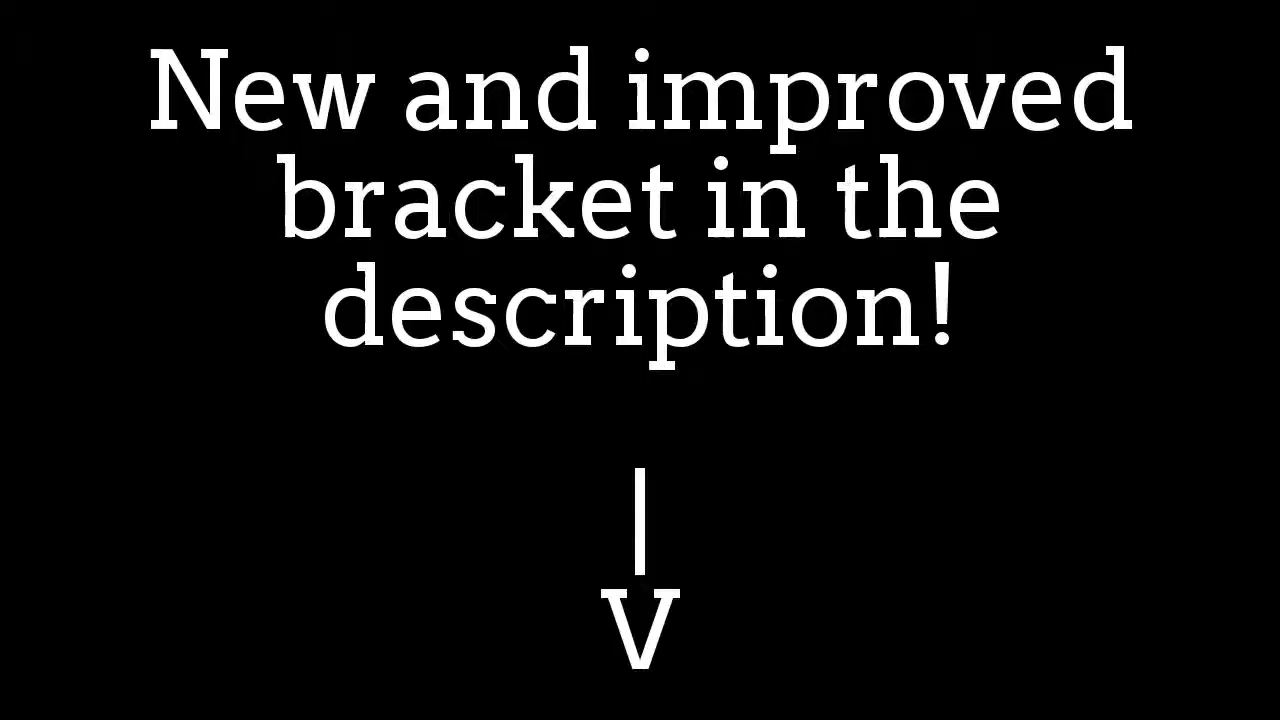 New and improved
bracket in the
description!
|
V